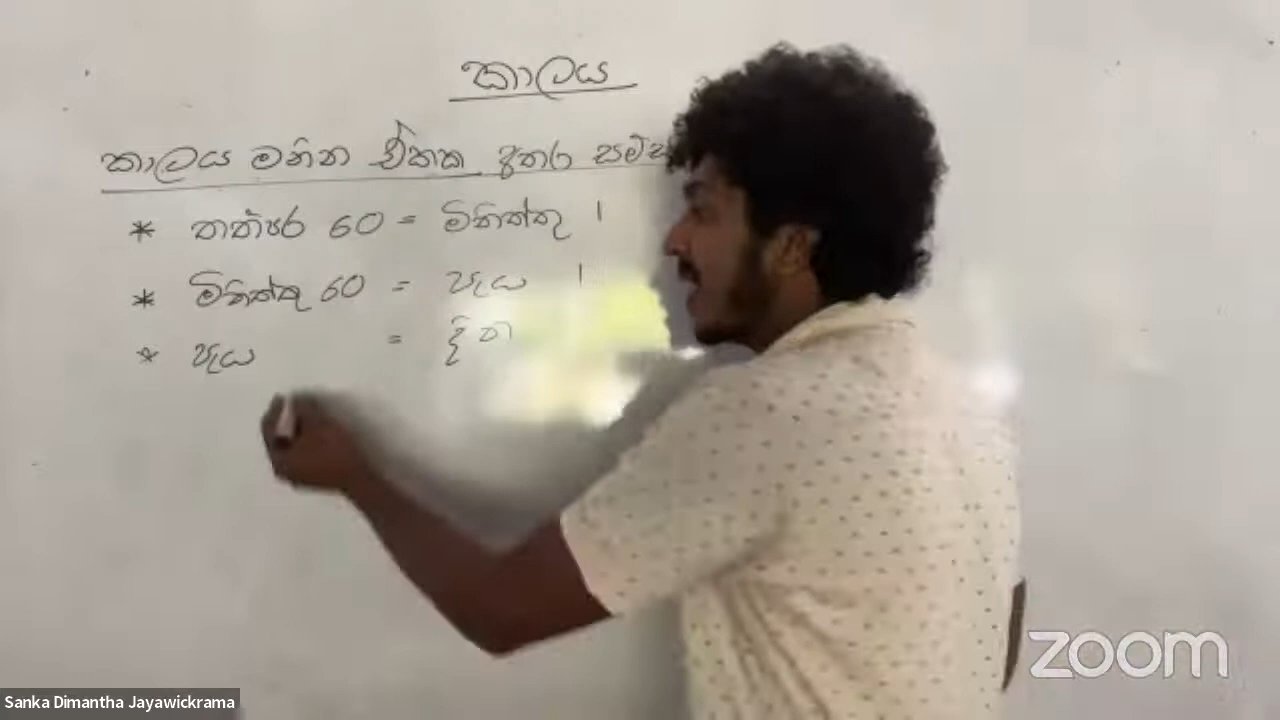 කාලය
කාලය මනින ඒකක අතර සම්බ
* තත්පර 60 = මිනිත්තු 1
* මිනිත්තු 60 = පැය 1
* පැය = දින
zoom
Sanka Dimantha Jayawickrama